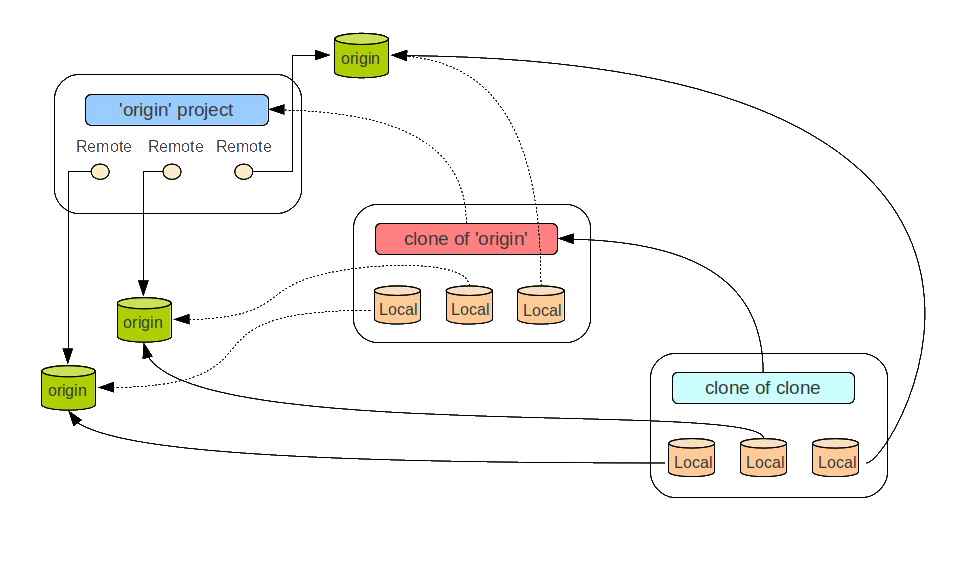 origin
'origin' project
Remote Remote Remote
clone of 'origin'
Local Local Local
origin
origin
clone of clone
Local Local Local